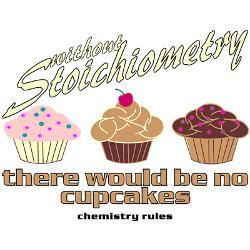 without
Stoichiometry
there would be no
cupcakes
chemistry rules